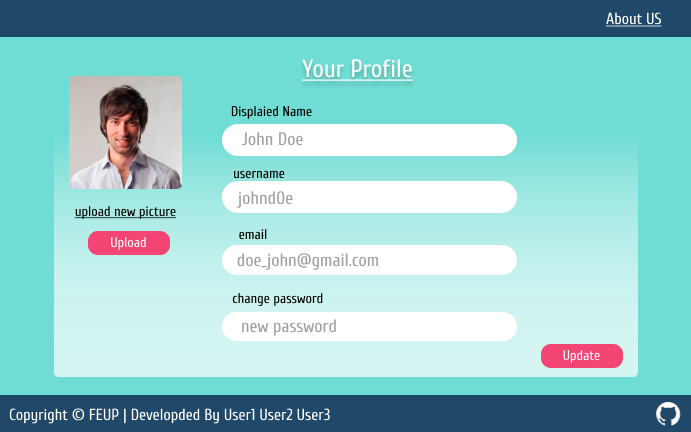 About US
Your Profile
Displaied Name
John Doe
username
johnd0e
upload new picture
Upload
email
doe_john@gmail.com
change password
new password
Update
Copyright © FEUP | Developded By User1 User2 User3